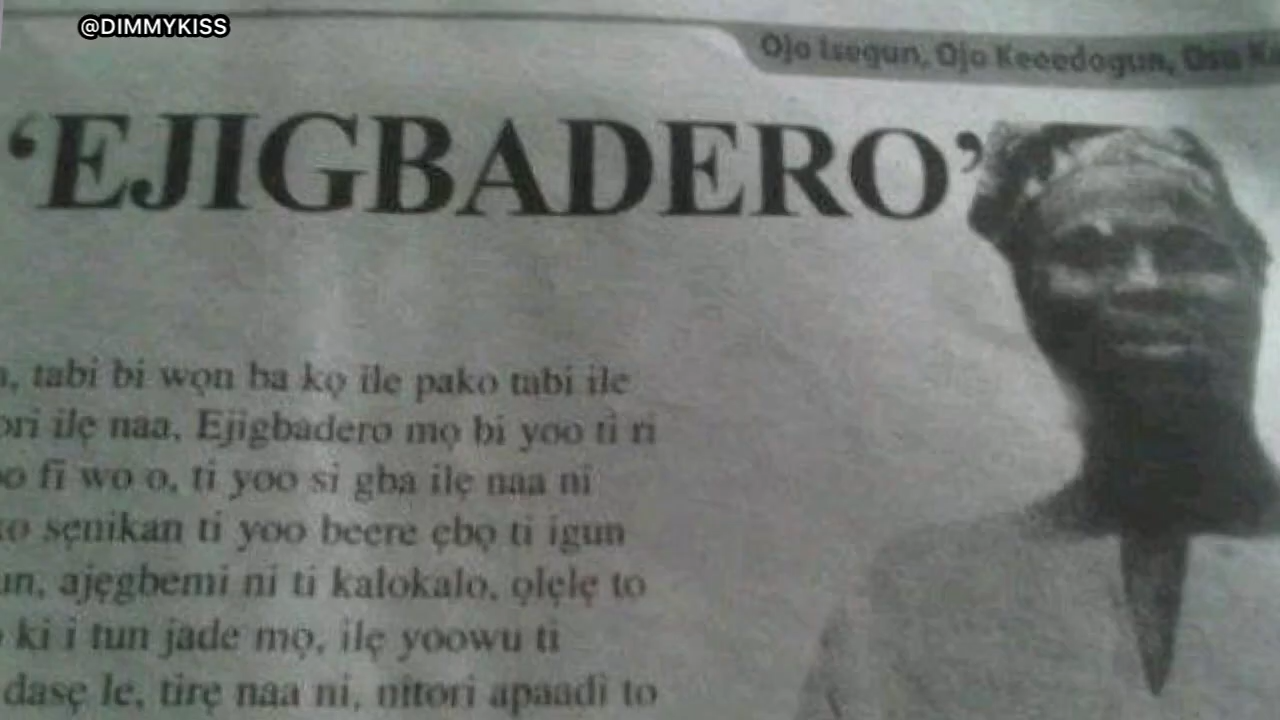 @DIMMYKISS
Ojo Isegun, Ojo Keeedogun, Osu
‘EJIGBADERO’
tabi bi wọn ba kọ ile pako tabi ile
ori ilẹ naa, Ejigbadero mọ bi yoo ti ri
fi wo o, ti yoo si gba ilẹ naa ni
sẹnikan ti yoo beere ẹbọ ti igun
ajẹgbemi ni ti kalokalo, ọlẹlẹ to
ki i tun jade mọ, ilẹ yoowu ti
dasẹ le, tirẹ naa ni, nitori apaadi to